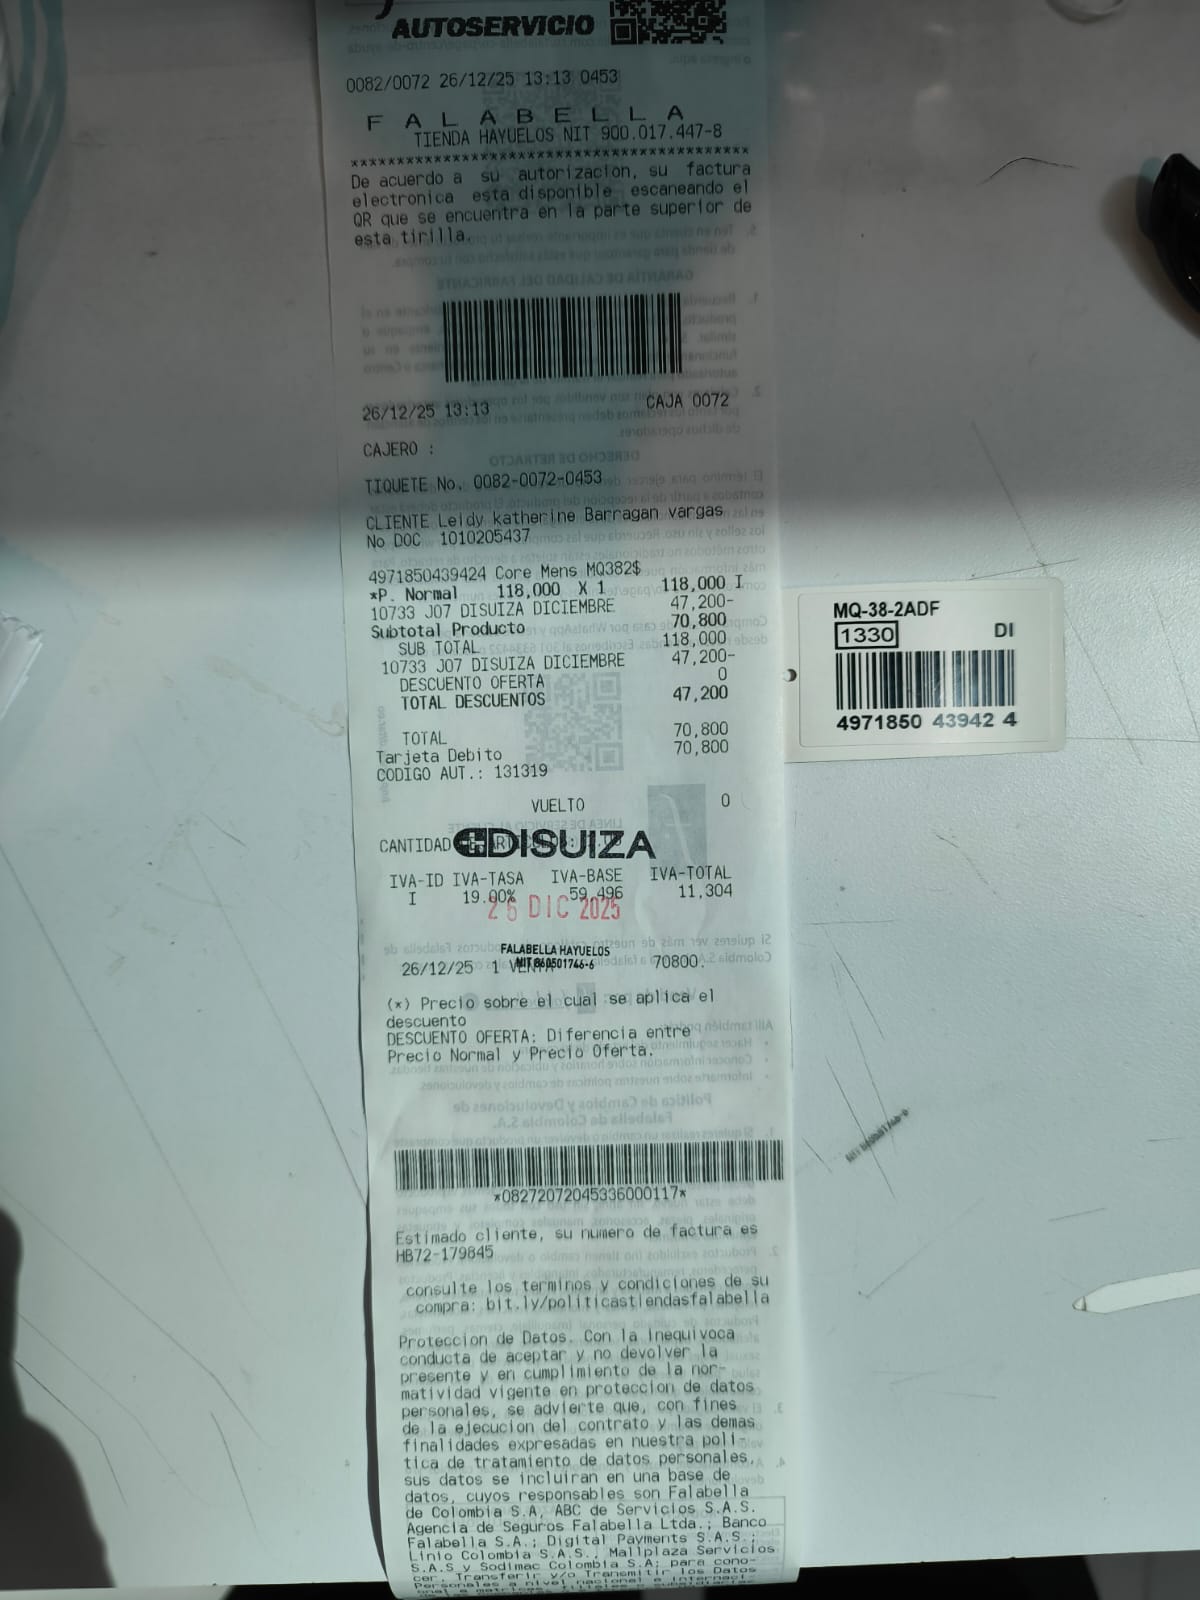 AUTOSERVICIO
0082/0072 26/12/25 13:13 0453
F A L A B E L L A
TIENDA HAYUELOS NIT 900.017.447-8
******************************************
De acuerdo a su autorizacion, su factura
electronica esta disponible escaneando el
QR que se encuentra en la parte superior de
esta tirilla.
26/12/25 13:13 CAJA 0072
CAJERO :
TIQUETE No. 0082-0072-0453
CLIENTE Leidy katherine Barragan vargas
No DOC 1010205437
4971850439424 Core Mens MQ382$
*P. Normal 118,000 X 1 118,000 I
10733 J07 DISUIZA DICIEMBRE 47,200-
Subtotal Producto 70,800
SUB TOTAL 118,000
10733 J07 DISUIZA DICIEMBRE 47,200-
DESCUENTO OFERTA 0
TOTAL DESCUENTOS 47,200
TOTAL 70,800
Tarjeta Debito 70,800
CODIGO AUT.: 131319
VUELTO 0
CANTIDAD
DISUIZA
IVA-ID IVA-TASA IVA-BASE IVA-TOTAL
I 19.00% 59,496 11,304
26 DIC 2025
FALABELLA HAYUELOS
NIT 860501746-6
26/12/25 1 VENTA 70800.
(*) Precio sobre el cual se aplica el
descuento
DESCUENTO OFERTA: Diferencia entre
Precio Normal y Precio Oferta.
*08272072045336000117*
Estimado cliente, su numero de factura es
HB72-179845
consulte los terminos y condiciones de su
compra: bit.ly/politicastiendasfalabella
Proteccion de Datos. Con la inequivoca
conducta de aceptar y no devolver la
presente y en cumplimiento de la nor-
matividad vigente en proteccion de datos
personales, se advierte que, con fines
de la ejecucion del contrato y las demas
finalidades expresadas en nuestra poli-
tica de tratamiento de datos personales,
sus datos se incluiran en una base de
datos, cuyos responsables son Falabella
de Colombia S.A, ABC de Servicios S.A.S.
Agencia de Seguros Falabella Ltda.; Banco
Falabella S.A.; Digital Payments S.A.S.;
Linio Colombia S.A.S., Mallplaza Servicios
S.A.S y Sodimac Colombia S.A; para cono-
cer, Transferir y/o Transmitir los Datos
Personales a nivel nacional e internaci-
MQ-38-2ADF
1330 DI
4971850 43942 4